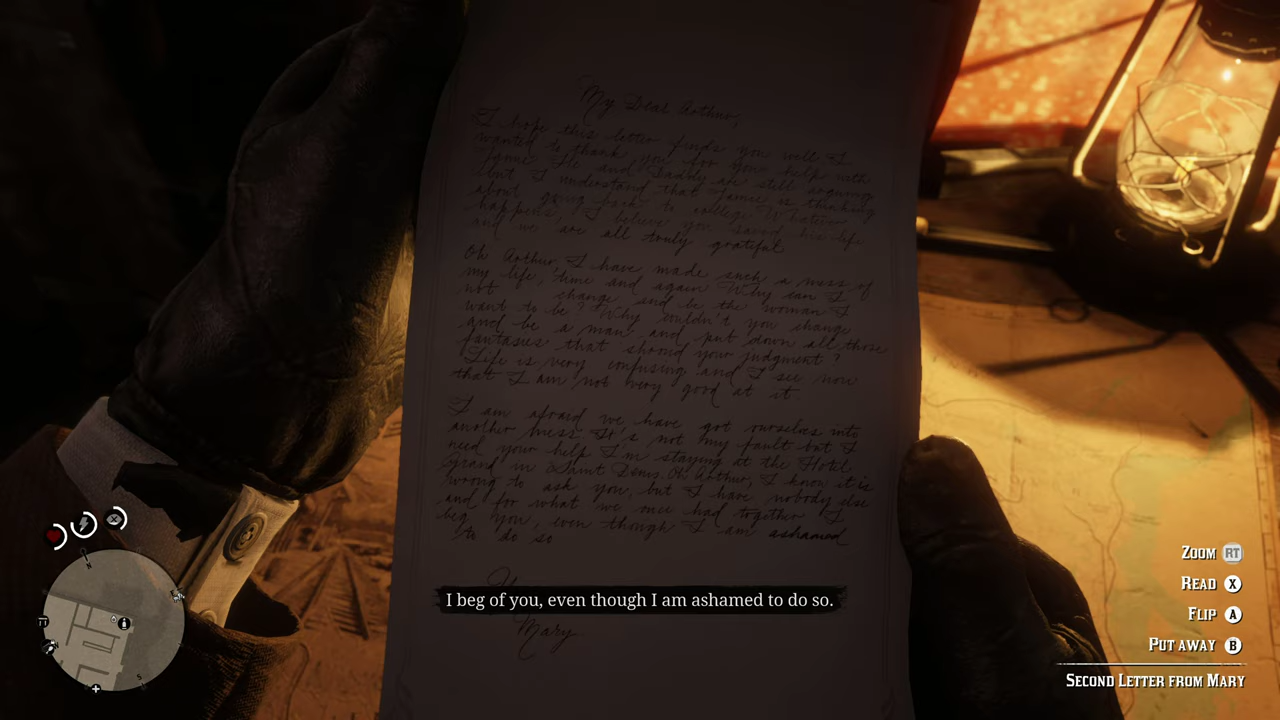 My Dear Arthur,
I hope this letter finds you well I
wanted to thank you for your help with
Jamie. He and Daddy are still arguing
but I understand that Jamie is thinking
about going back to college Whatever
happens, I believe you saved his life
and we are all truly grateful
Oh Arthur, I have made such a mess of
my life, time and again Why can I
not change and be the woman I
want to be? Why couldn't you change
and be a man and put down all those
fantasies that shroud your judgment?
Life is very confusing and I see now
that I am not very good at it.
I am afraid we have got ourselves into
another mess It's not my fault but I
need your help I'm staying at the Hotel
Grand in Saint Denis. Oh Arthur, I know it is
wrong to ask you, but I have nobody else
and for what we once had together I
beg you, even though I am ashamed
to do so
I beg of you, even though I am ashamed to do so.
Mary
N
S
ZOOM RT
READ X
FLIP A
PUT AWAY B
SECOND LETTER FROM MARY